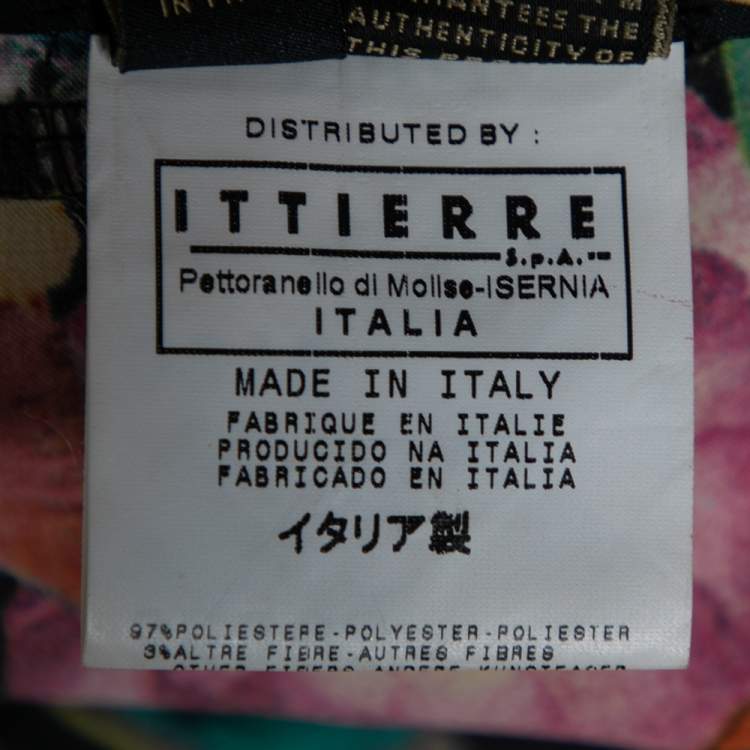 AUTHENTICITY OF
DISTRIBUTED BY :
ITTIERRE
S.p.A.
Pettoranello di Molise-ISERNIA
ITALIA
MADE IN ITALY
FABRIQUE EN ITALIE
PRODUCIDO NA ITALIA
FABRICADO EN ITALIA
イタリア製
97%POLIESTERE-POLYESTER-POLIESTER
3%ALTRE FIBRE-AUTRES FIBRES